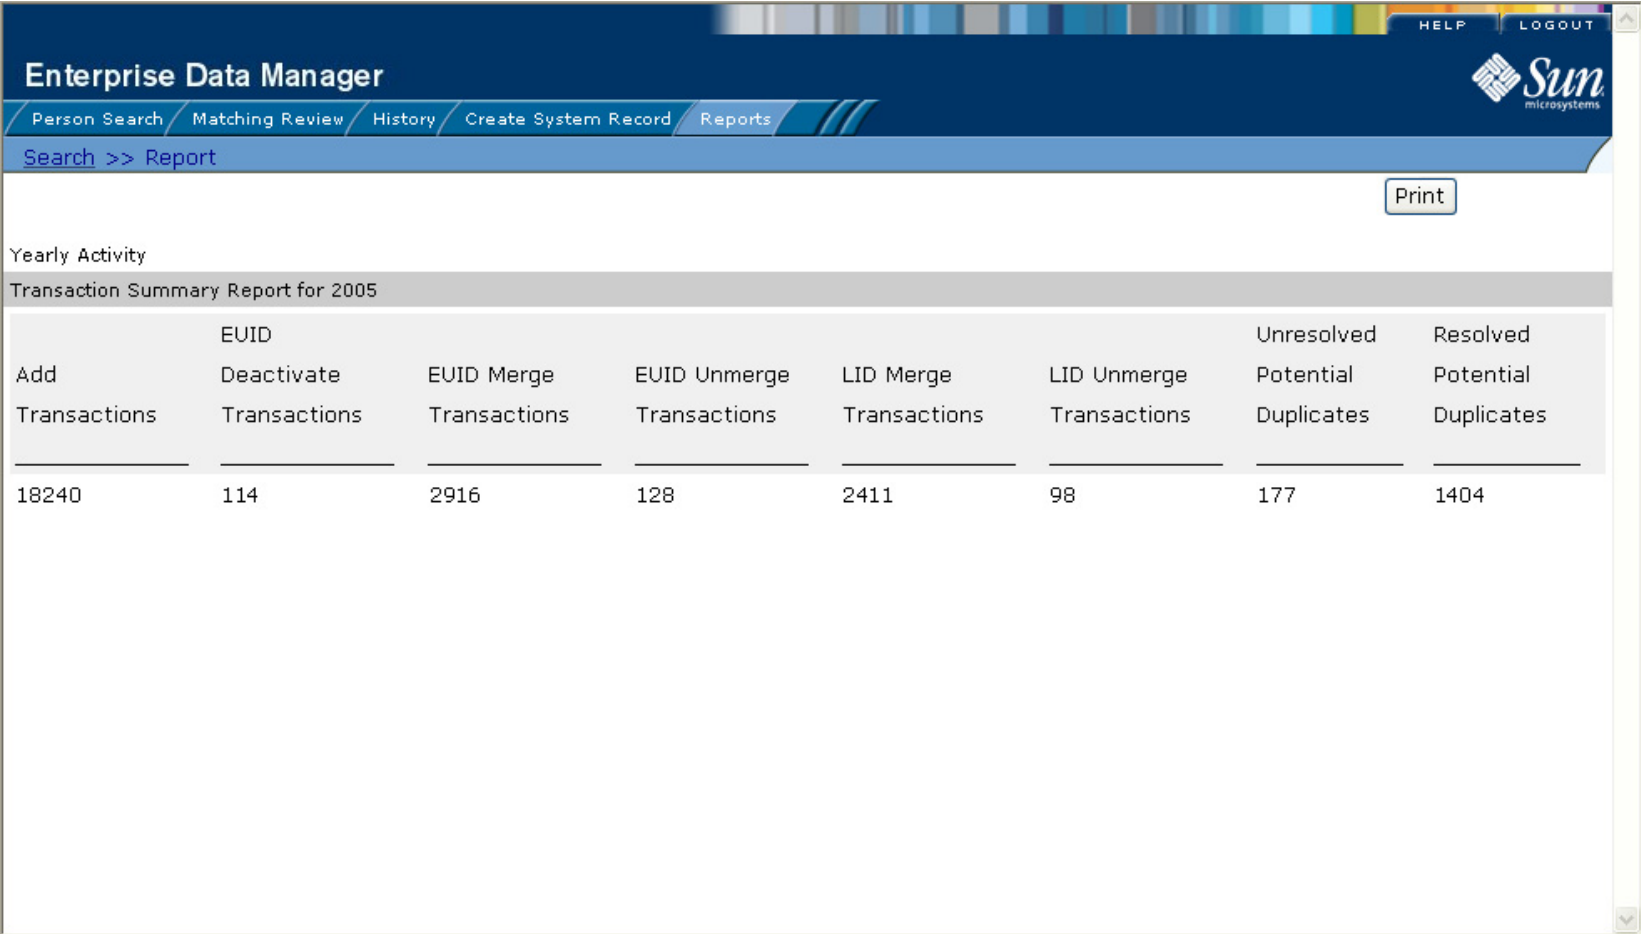 HELP LOGOUT
Enterprise Data Manager
Sun
microsystems
Person Search Matching Review History Create System Record Reports
Search >> Report
Print
Yearly Activity
Transaction Summary Report for 2005
EUID Unresolved Resolved
Add Deactivate EUID Merge EUID Unmerge LID Merge LID Unmerge Potential Potential
Transactions Transactions Transactions Transactions Transactions Transactions Duplicates Duplicates
18240 114 2916 128 2411 98 177 1404